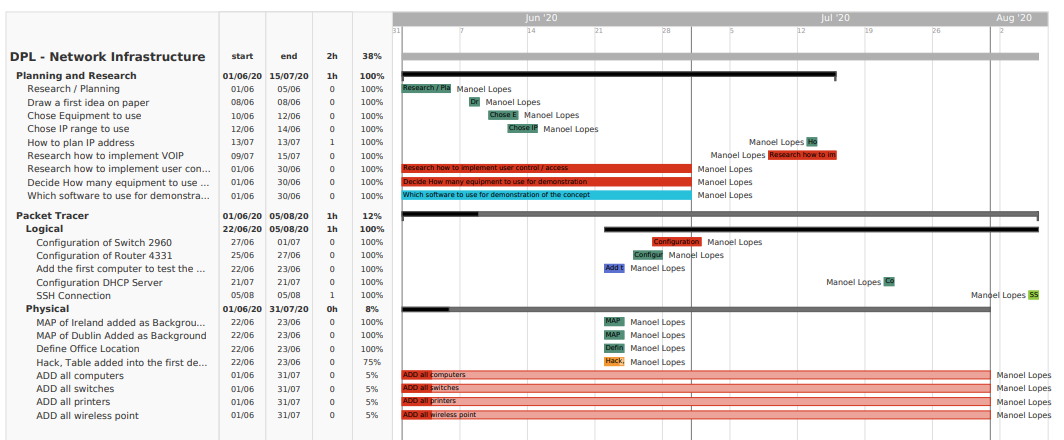 Jun '20 Jul '20 Aug '20
31 7 14 21 28 5 12 19 26 2
DPL - Network Infrastructure start end 2h 38%
Planning and Research 01/06/20 15/07/20 1h 100%
Research / Planning 01/06 05/06 0 100% Research / Pla Manoel Lopes
Draw a first idea on paper 08/06 08/06 0 100% Dr Manoel Lopes
Chose Equipment to use 10/06 12/06 0 100% Chose E Manoel Lopes
Chose IP range to use 12/06 14/06 0 100% Chose IP Manoel Lopes
How to plan IP address 13/07 13/07 1 100% Manoel Lopes Ho
Research how to implement VOIP 09/07 15/07 0 100% Manoel Lopes Research how to im
Research how to implement user con... 01/06 30/06 0 100% Research how to implement user control / access Manoel Lopes
Decide How many equipment to use ... 01/06 30/06 0 100% Decide How many equipment to use for demonstration Manoel Lopes
Which software to use for demonstra... 01/06 30/06 0 100% Which software to use for demonstration of the concept Manoel Lopes
Packet Tracer 01/06/20 05/08/20 1h 12%
Logical 22/06/20 05/08/20 1h 100%
Configuration of Switch 2960 27/06 01/07 0 100% Configuration Manoel Lopes
Configuration of Router 4331 25/06 27/06 0 100% Configur Manoel Lopes
Add the first computer to test the ... 22/06 23/06 0 100% Add t Manoel Lopes
Configuration DHCP Server 21/07 21/07 0 100% Manoel Lopes Co
SSH Connection 05/08 05/08 1 100% Manoel Lopes SS
Physical 01/06/20 31/07/20 0h 8%
MAP of Ireland added as Backgrou... 22/06 23/06 0 100% MAP Manoel Lopes
MAP of Dublin Added as Background 22/06 23/06 0 100% MAP Manoel Lopes
Define Office Location 22/06 23/06 0 100% Defin Manoel Lopes
Hack, Table added into the first de... 22/06 23/06 0 75% Hack, Manoel Lopes
ADD all computers 01/06 31/07 0 5% ADD all computers Manoel Lopes
ADD all switches 01/06 31/07 0 5% ADD all switches Manoel Lopes
ADD all printers 01/06 31/07 0 5% ADD all printers Manoel Lopes
ADD all wireless point 01/06 31/07 0 5% ADD all wireless point Manoel Lopes